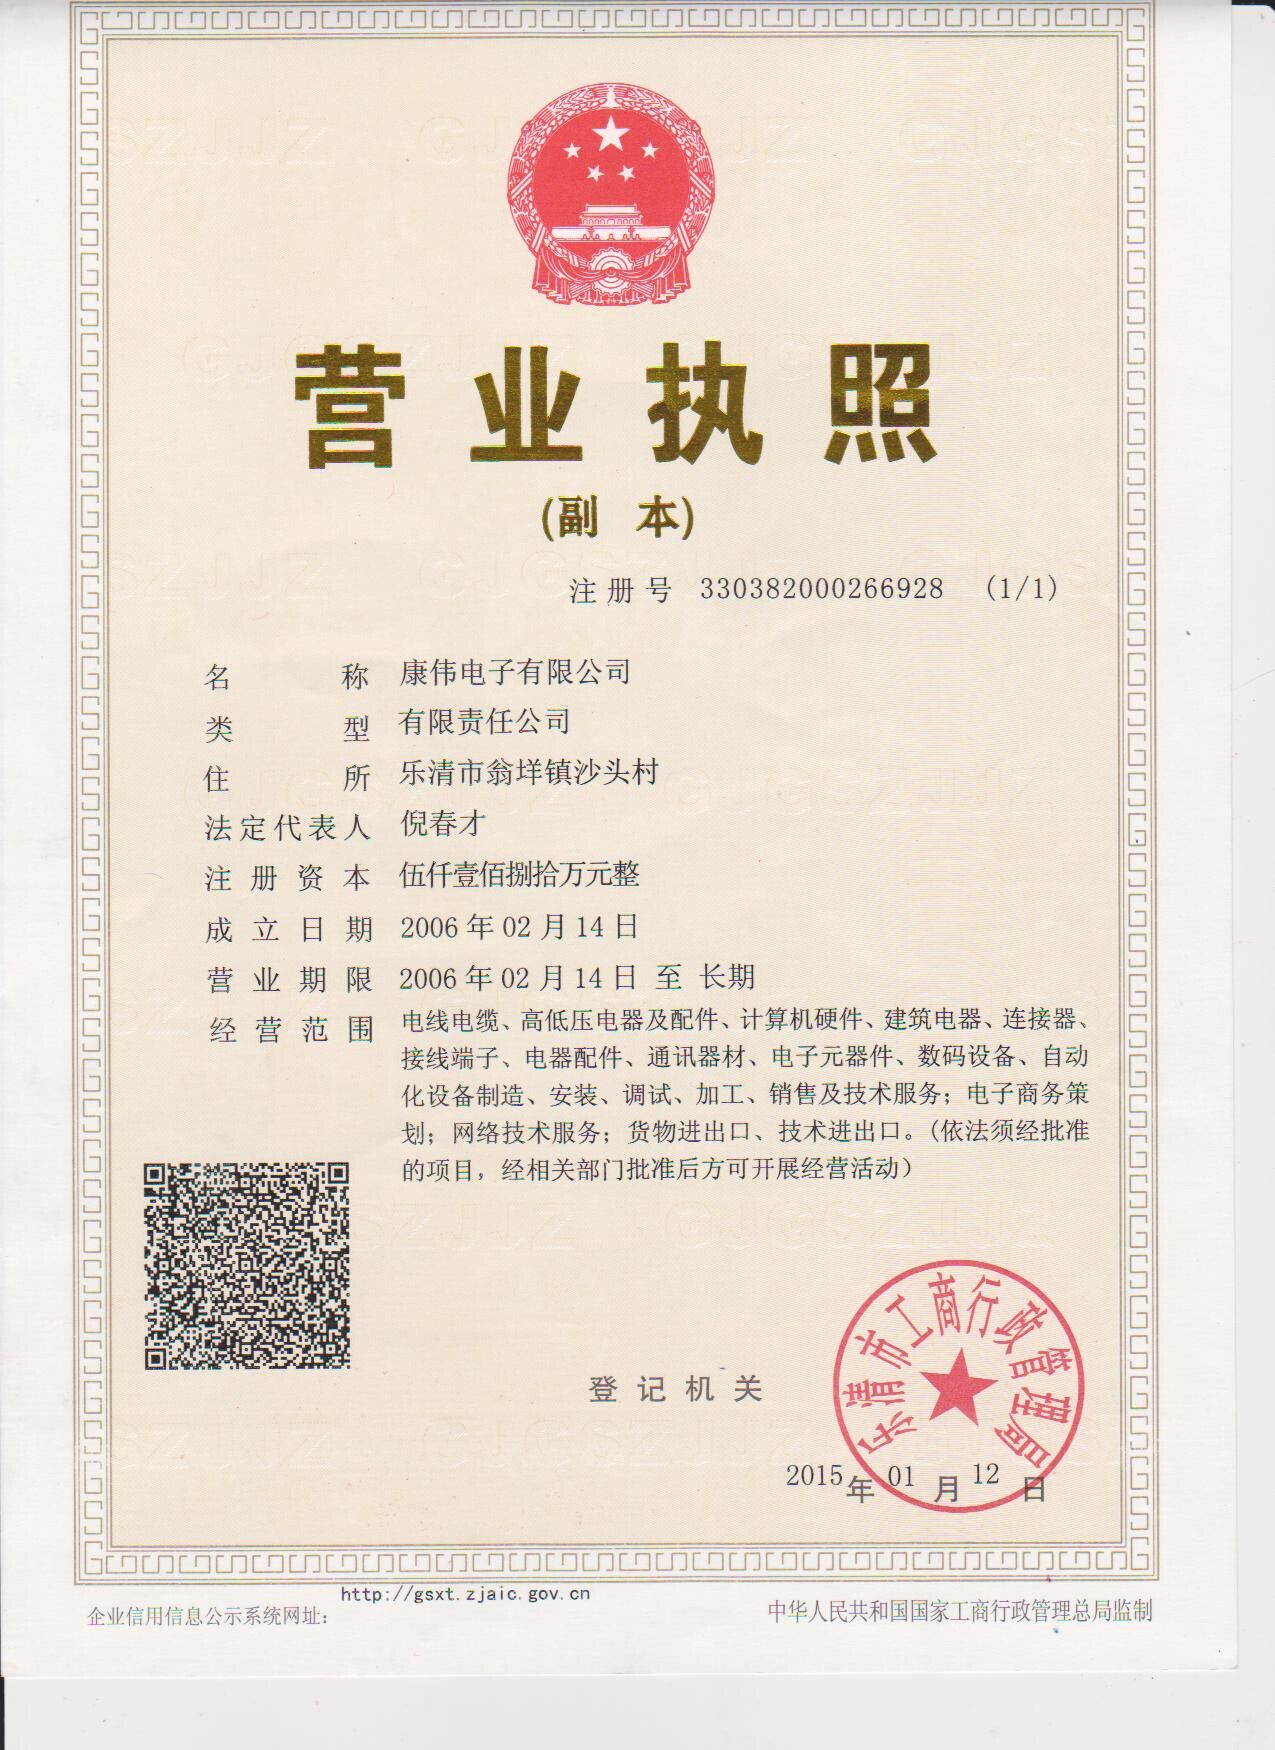 营业执照
(副 本)
注册号 330382000266928 (1/1)
名称 康伟电子有限公司
类型 有限责任公司
住所 乐清市翁垟镇沙头村
法定代表人 倪春才
注册资本 伍仟壹佰捌拾万元整
成立日期 2006年02月14日
营业期限 2006年02月14日 至 长期
经营范围 电线电缆、高低压电器及配件、计算机硬件、建筑电器、连接器、
接线端子、电器配件、通讯器材、电子元器件、数码设备、自动
化设备制造、安装、调试、加工、销售及技术服务；电子商务策
划；网络技术服务；货物进出口、技术进出口。（依法须经批准
的项目，经相关部门批准后方可开展经营活动）
乐清市工商行政管理局
登记机关
2015年01月12日
http://gsxt.zjaic.gov.cn
企业信用信息公示系统网址：
中华人民共和国国家工商行政管理总局监制